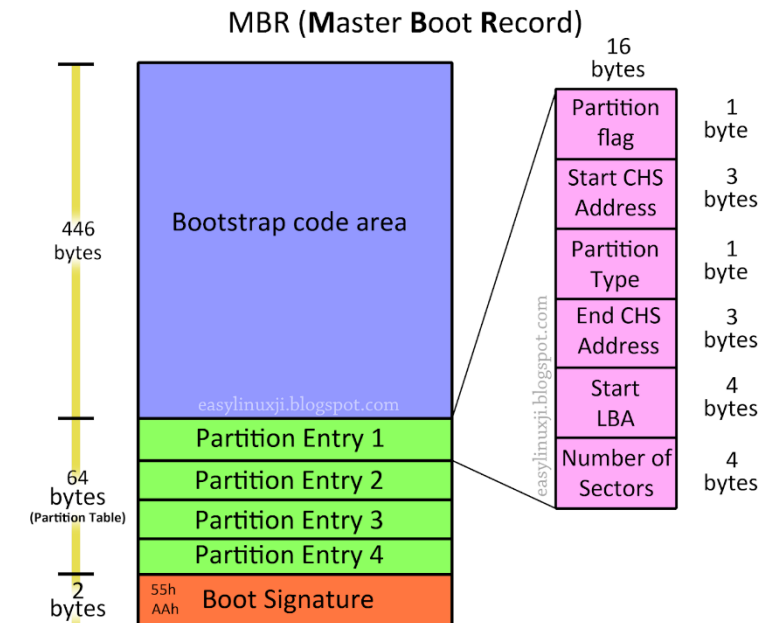 MBR (Master Boot Record)
446
bytes
64
bytes
(Partition Table)
2
bytes
Bootstrap code area
easylinuxji.blogspot.com
Partition Entry 1
Partition Entry 2
Partition Entry 3
Partition Entry 4
55h
AAh
Boot Signature
16
bytes
Partition
flag
1
byte
Start CHS
Address
3
bytes
Partition
Type
1
byte
End CHS
Address
3
bytes
Start
LBA
4
bytes
Number of
Sectors
4
bytes
easylinuxji.blogspot.com